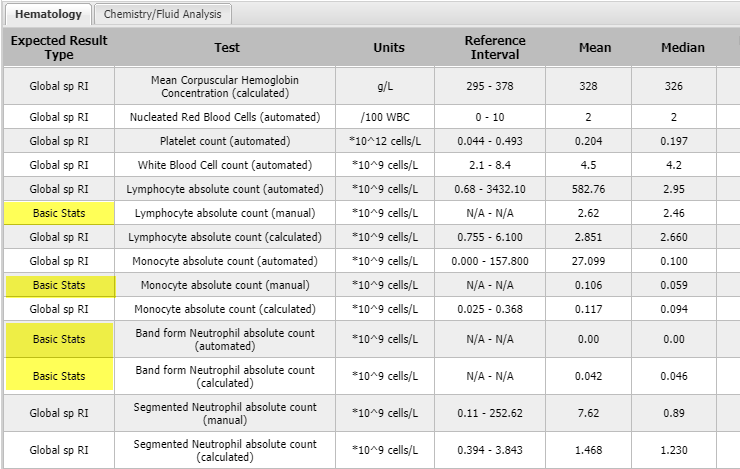 Hematology Chemistry/Fluid Analysis
Expected Result Type Test Units Reference Interval Mean Median
Global sp RI Mean Corpuscular Hemoglobin Concentration (calculated) g/L 295 - 378 328 326
Global sp RI Nucleated Red Blood Cells (automated) /100 WBC 0 - 10 2 2
Global sp RI Platelet count (automated) *10^12 cells/L 0.044 - 0.493 0.204 0.197
Global sp RI White Blood Cell count (automated) *10^9 cells/L 2.1 - 8.4 4.5 4.2
Global sp RI Lymphocyte absolute count (automated) *10^9 cells/L 0.68 - 3432.10 582.76 2.95
Basic Stats Lymphocyte absolute count (manual) *10^9 cells/L N/A - N/A 2.62 2.46
Global sp RI Lymphocyte absolute count (calculated) *10^9 cells/L 0.755 - 6.100 2.851 2.660
Global sp RI Monocyte absolute count (automated) *10^9 cells/L 0.000 - 157.800 27.099 0.100
Basic Stats Monocyte absolute count (manual) *10^9 cells/L N/A - N/A 0.106 0.059
Global sp RI Monocyte absolute count (calculated) *10^9 cells/L 0.025 - 0.368 0.117 0.094
Basic Stats Band form Neutrophil absolute count (automated) *10^9 cells/L N/A - N/A 0.00 0.00
Basic Stats Band form Neutrophil absolute count (calculated) *10^9 cells/L N/A - N/A 0.042 0.046
Global sp RI Segmented Neutrophil absolute count (manual) *10^9 cells/L 0.11 - 252.62 7.62 0.89
Global sp RI Segmented Neutrophil absolute count (calculated) *10^9 cells/L 0.394 - 3.843 1.468 1.230